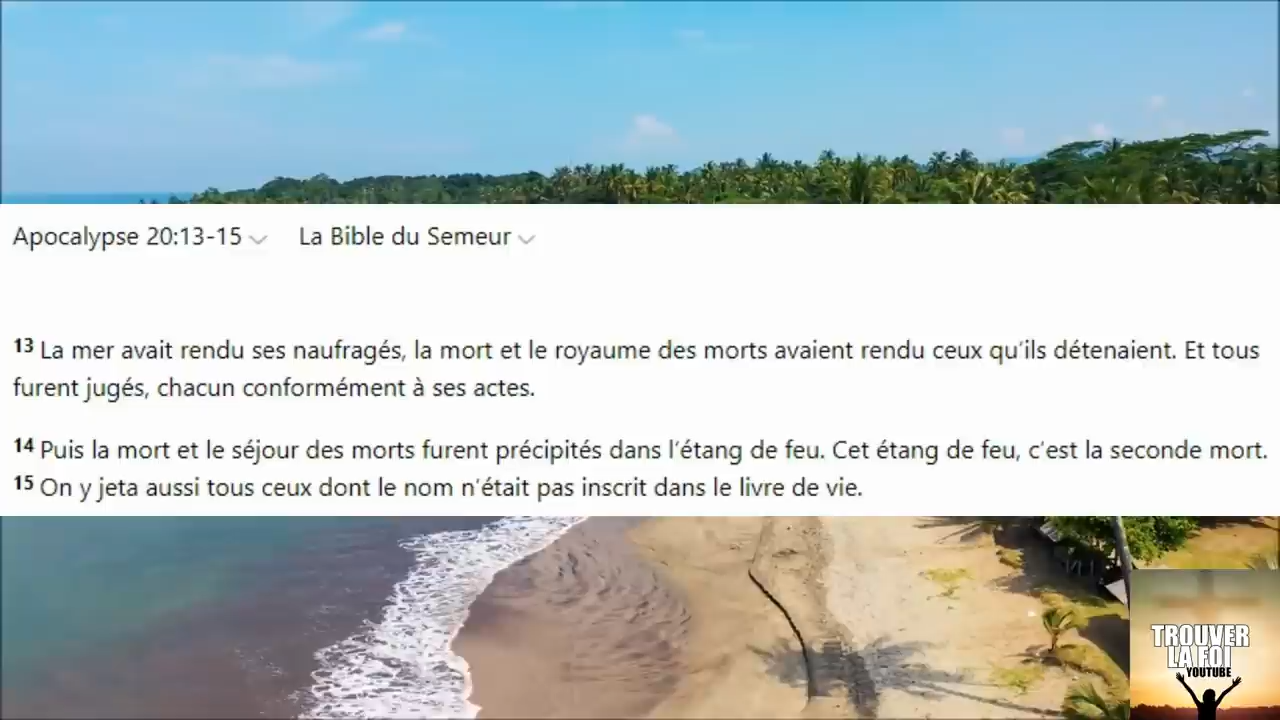 Apocalypse 20:13-15 La Bible du Semeur
13 La mer avait rendu ses naufragés, la mort et le royaume des morts avaient rendu ceux qu'ils détenaient. Et tous
furent jugés, chacun conformément à ses actes.
14 Puis la mort et le séjour des morts furent précipités dans l'étang de feu. Cet étang de feu, c'est la seconde mort.
15 On y jeta aussi tous ceux dont le nom n'était pas inscrit dans le livre de vie.
TROUVER
LA FOI
YOUTUBE